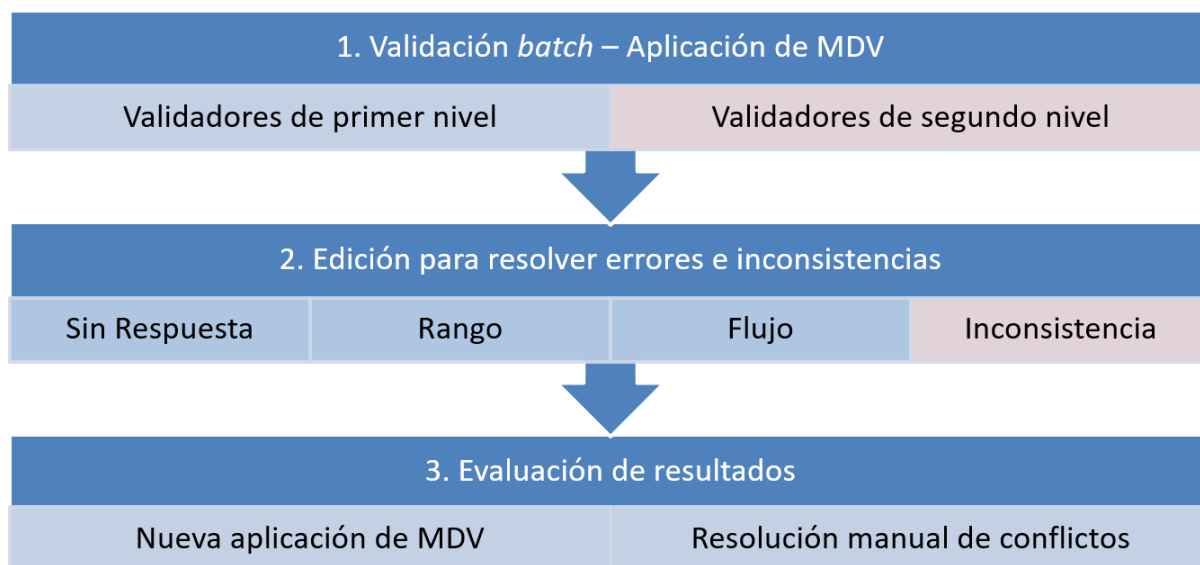 1. Validación batch – Aplicación de MDV
Validadores de primer nivel
Validadores de segundo nivel
2. Edición para resolver errores e inconsistencias
Sin Respuesta
Rango
Flujo
Inconsistencia
3. Evaluación de resultados
Nueva aplicación de MDV
Resolución manual de conflictos